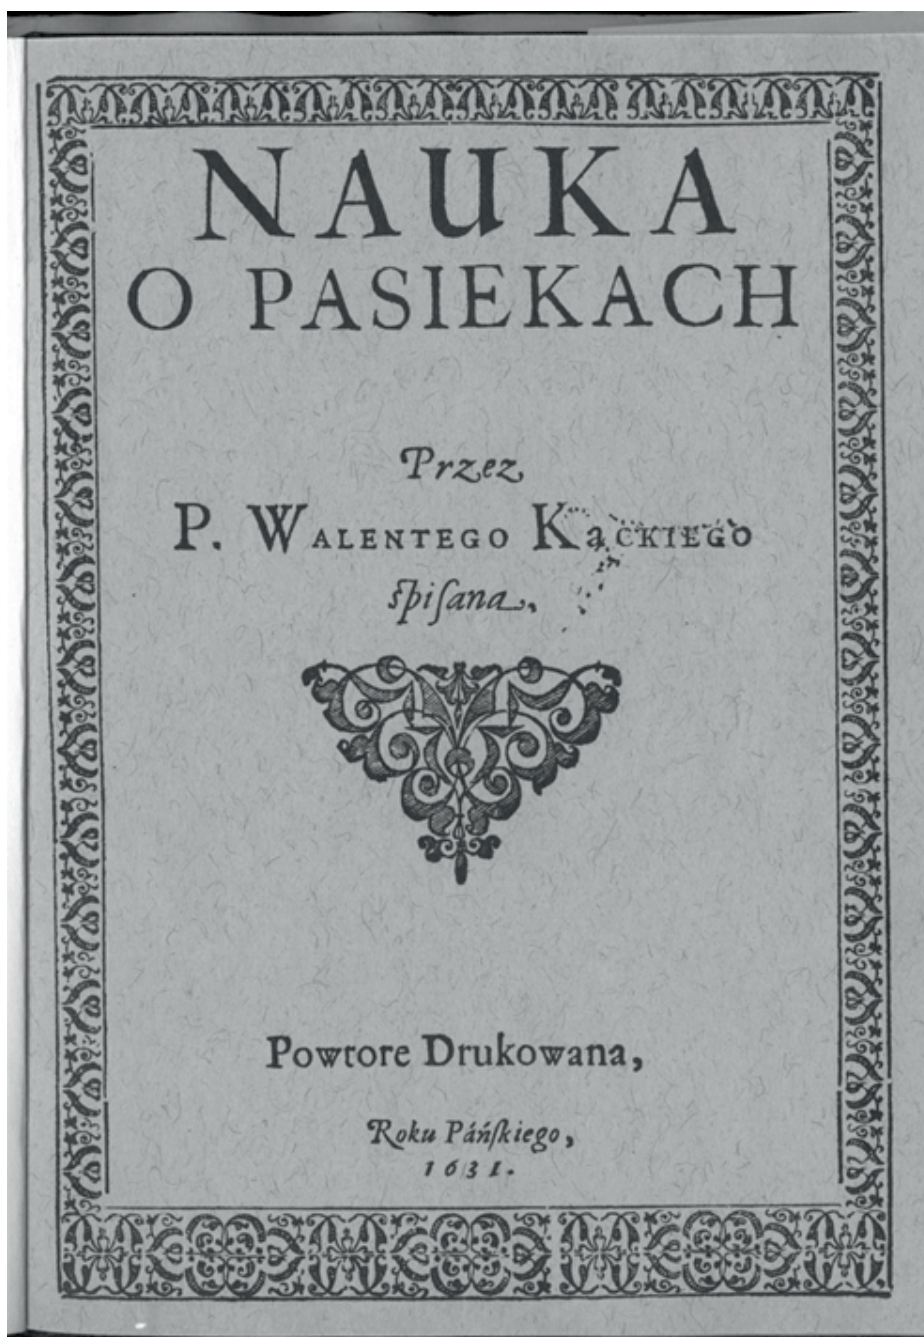 NAUKA
O PASIEKACH
Przez
P. WALENTEGO KĄCKIEGO
ſpiſana.
Powtore Drukowana,
Roku Páńſkiego,
1631.